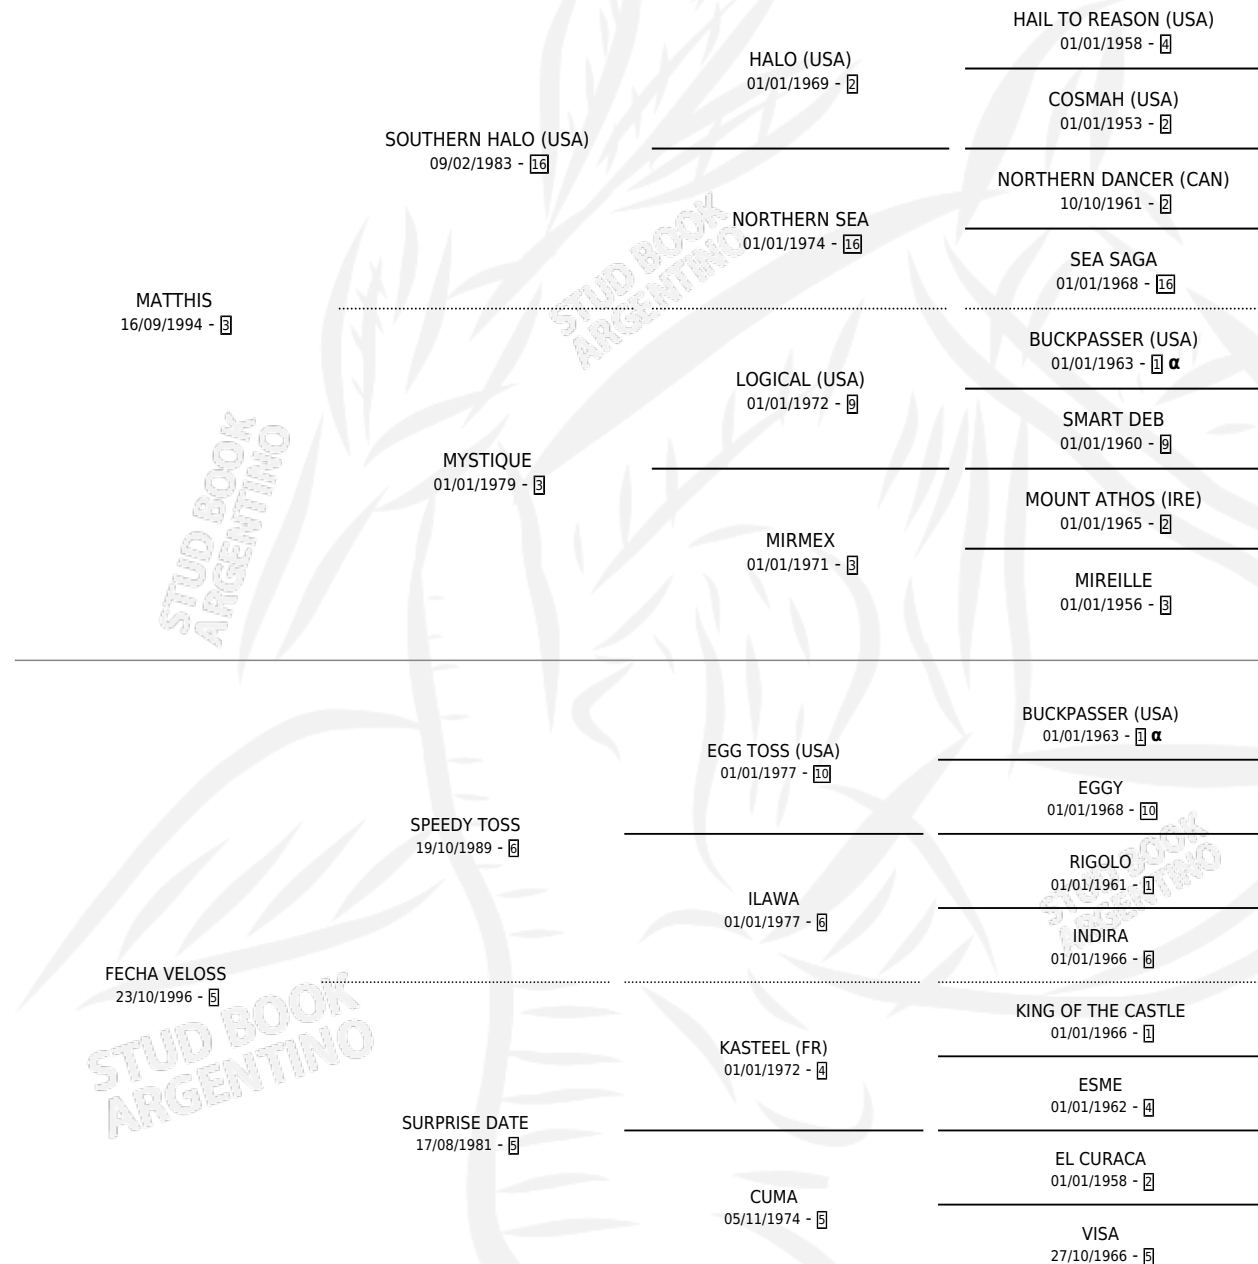 HAIL TO REASON (USA)
01/01/1958 - 4
HALO (USA)
01/01/1969 - 2
COSMAH (USA)
01/01/1953 - 2
SOUTHERN HALO (USA)
09/02/1983 - 16
NORTHERN DANCER (CAN)
10/10/1961 - 2
NORTHERN SEA
01/01/1974 - 16
SEA SAGA
01/01/1968 - 16
MATTHIS
16/09/1994 - 3
BUCKPASSER (USA)
01/01/1963 - 1 α
LOGICAL (USA)
01/01/1972 - 9
SMART DEB
01/01/1960 - 9
MYSTIQUE
01/01/1979 - 3
MOUNT ATHOS (IRE)
01/01/1965 - 2
MIRMEX
01/01/1971 - 3
MIREILLE
01/01/1956 - 3
BUCKPASSER (USA)
01/01/1963 - 1 α
EGG TOSS (USA)
01/01/1977 - 10
EGGY
01/01/1968 - 10
SPEEDY TOSS
19/10/1989 - 6
RIGOLO
01/01/1961 - 1
ILAWA
01/01/1977 - 6
INDIRA
01/01/1966 - 6
FECHA VELOSS
23/10/1996 - 5
KING OF THE CASTLE
01/01/1966 - 1
KASTEEL (FR)
01/01/1972 - 4
ESME
01/01/1962 - 4
SURPRISE DATE
17/08/1981 - 5
EL CURACA
01/01/1958 - 2
CUMA
05/11/1974 - 5
VISA
27/10/1966 - 5
STUD BOOK
ARGENTINO
STUD BOOK
ARGENTINO
STUD BOOK
ARGENTINO
STUD BOOK
ARGENTINO